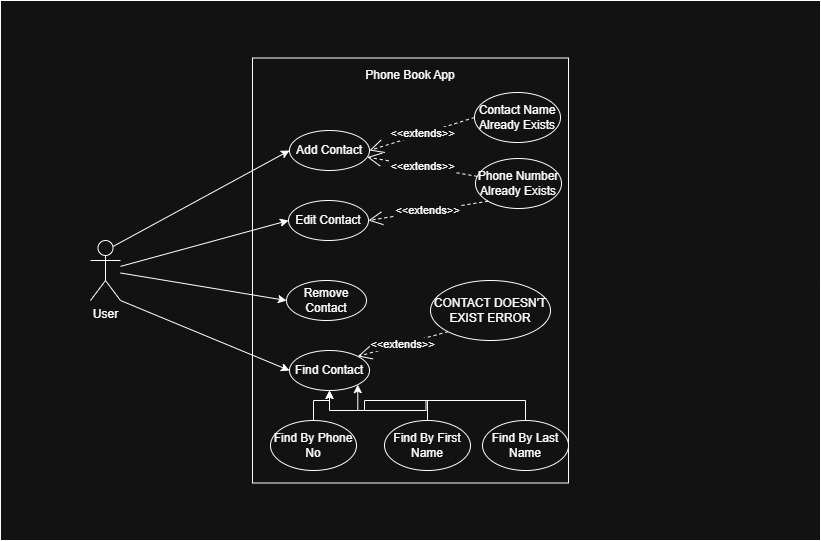 Phone Book App
Contact Name
Already Exists
<<extends>>
Add Contact
<<extends>>
Phone Number
Already Exists
<<extends>>
Edit Contact
Remove
Contact
CONTACT DOESN'T
EXIST ERROR
User
<<extends>>
Find Contact
Find By Phone
No
Find By First
Name
Find By Last
Name